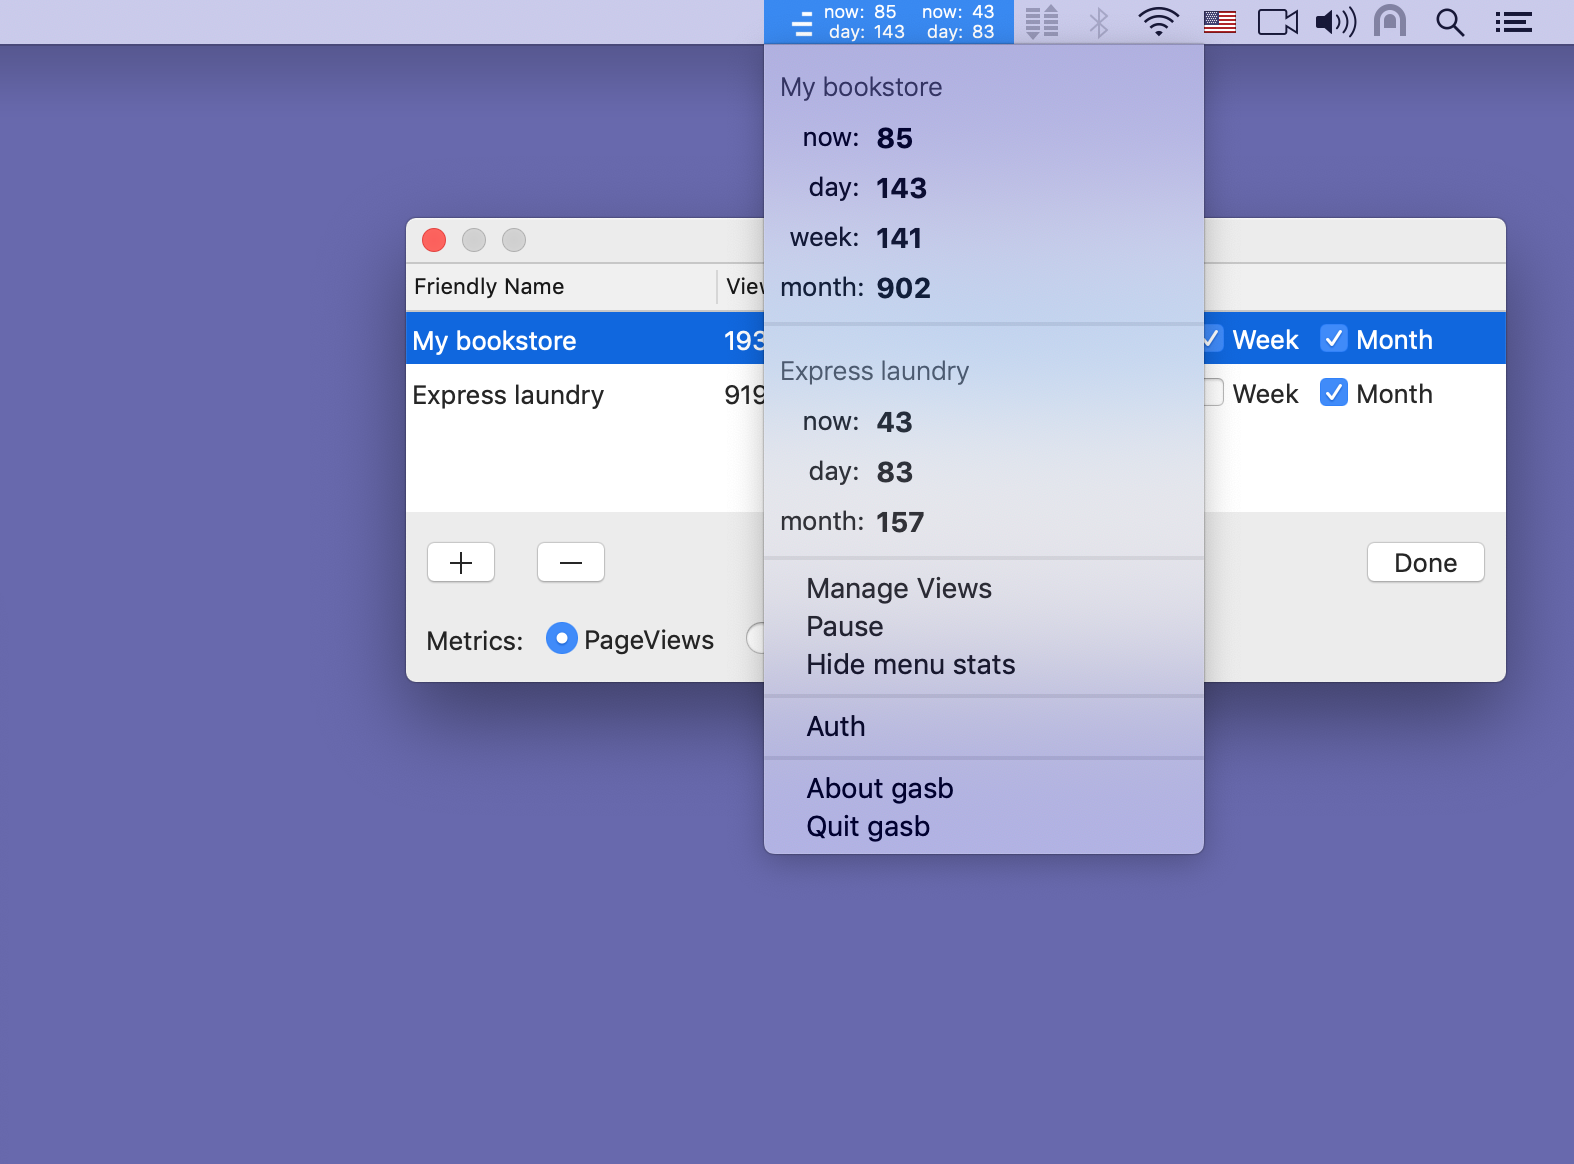 now: 85 now: 43
day: 143 day: 83
My bookstore
now: 85
day: 143
week: 141
month: 902
Express laundry
now: 43
day: 83
month: 157
Manage Views
Pause
Hide menu stats
Auth
About gasb
Quit gasb
Friendly Name
My bookstore 193 Week Month
Express laundry 919 Week Month
Done
Metrics: PageViews